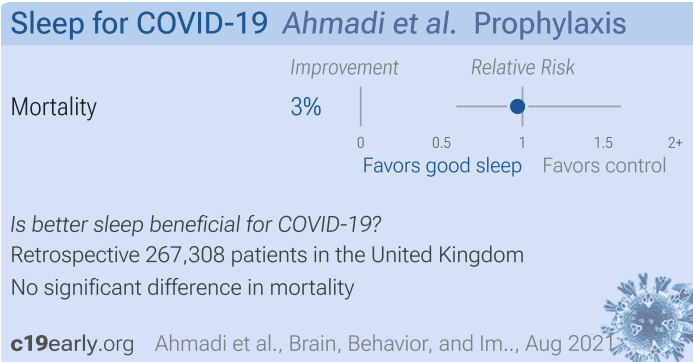 Sleep for COVID-19 Ahmadi et al. Prophylaxis
Improvement Relative Risk
Mortality 3%
0 0.5 1 1.5 2+
Favors good sleep Favors control
Is better sleep beneficial for COVID-19?
Retrospective 267,308 patients in the United Kingdom
No significant difference in mortality
c19early.org Ahmadi et al., Brain, Behavior, and Im.., Aug 2021